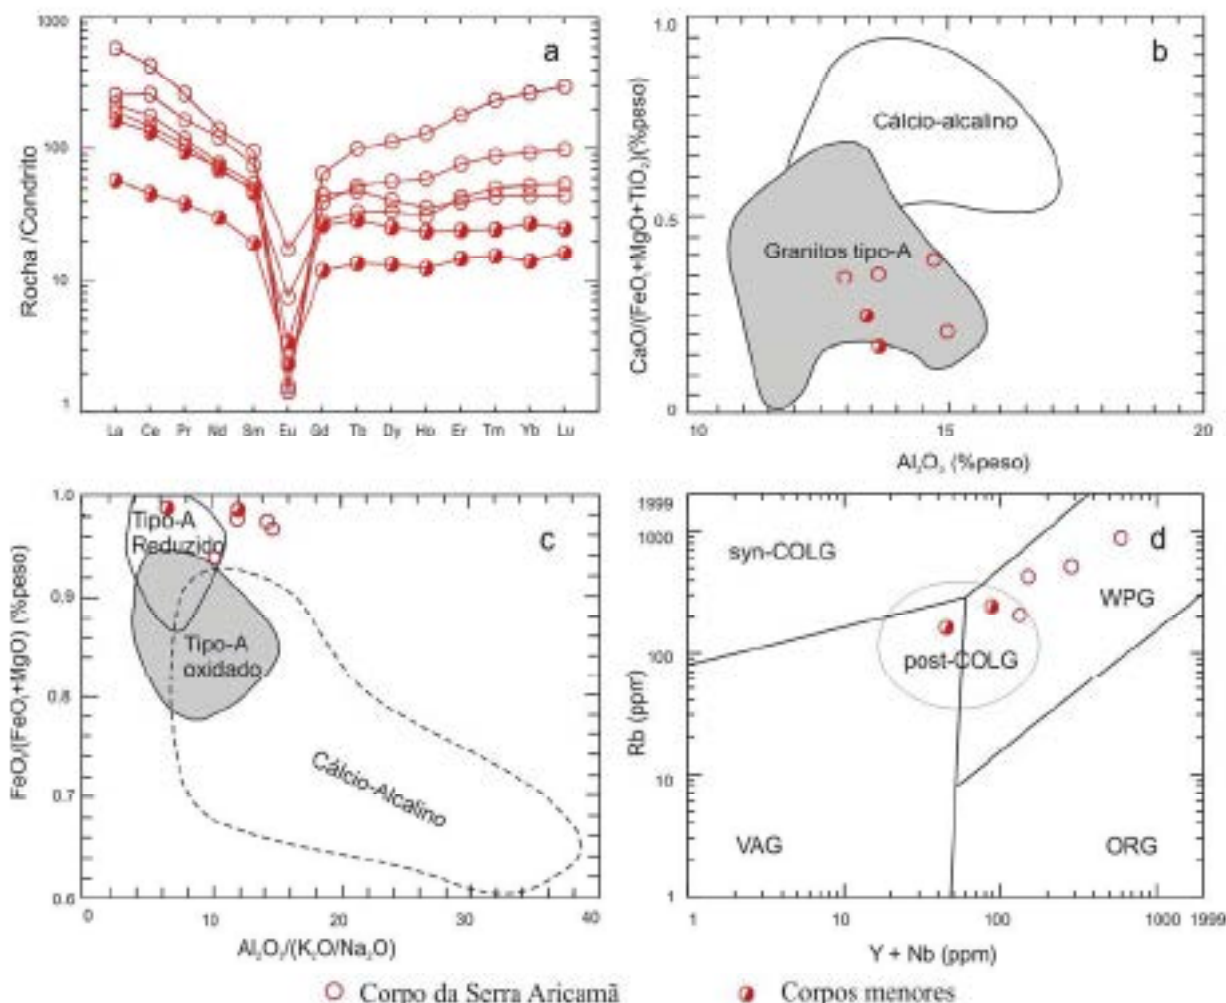 1000
100
10
1
Rocha /Condrito
a
La Ce Pr Nd Sm Eu Gd Tb Dy Ho Er Tm Yb Lu
1.0
0.5
0
CaO/(FeOₜ+MgO+TiO₂)(%peso)
b
Cálcio-alcalino
Granitos tipo-A
10 15 20
Al₂O₃ (%peso)
1.0
0.9
0.8
0.7
0.6
FeOₜ/(FeOₜ+MgO) (%peso)
c
Tipo-A
Reduzido
Tipo-A
oxidado
Cálcio-Alcalino
0 10 20 30 40
Al₂O₃/(K₂O/Na₂O)
1999
1000
100
10
1
Rb (ppm)
d
syn-COLG
WPG
post-COLG
VAG
ORG
1 10 100 1000 1999
Y + Nb (ppm)
Corpo da Serra Aricamã
Corpos menores